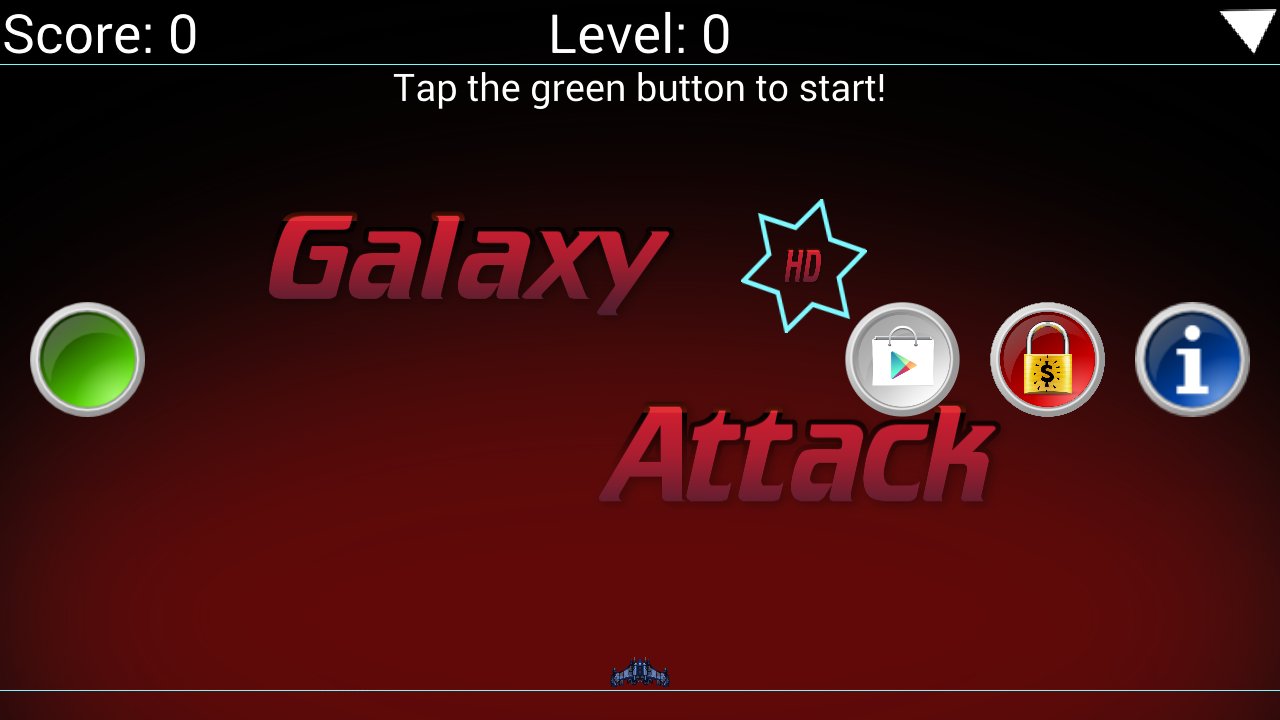 Score: 0
Level: 0
Tap the green button to start!
Galaxy
HD
$
i
Attack